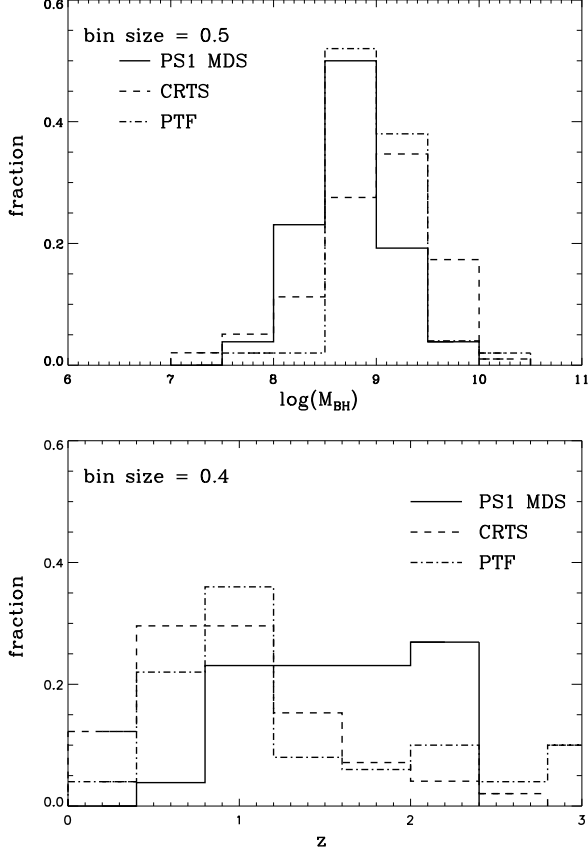 0.6
bin size = 0.5
PS1 MDS
CRTS
PTF
0.4
fraction
0.2
0.0
6 7 8 9 10 11
log(M_BH)
0.6
bin size = 0.4
PS1 MDS
CRTS
PTF
0.4
fraction
0.2
0.0
0 1 2 3
z